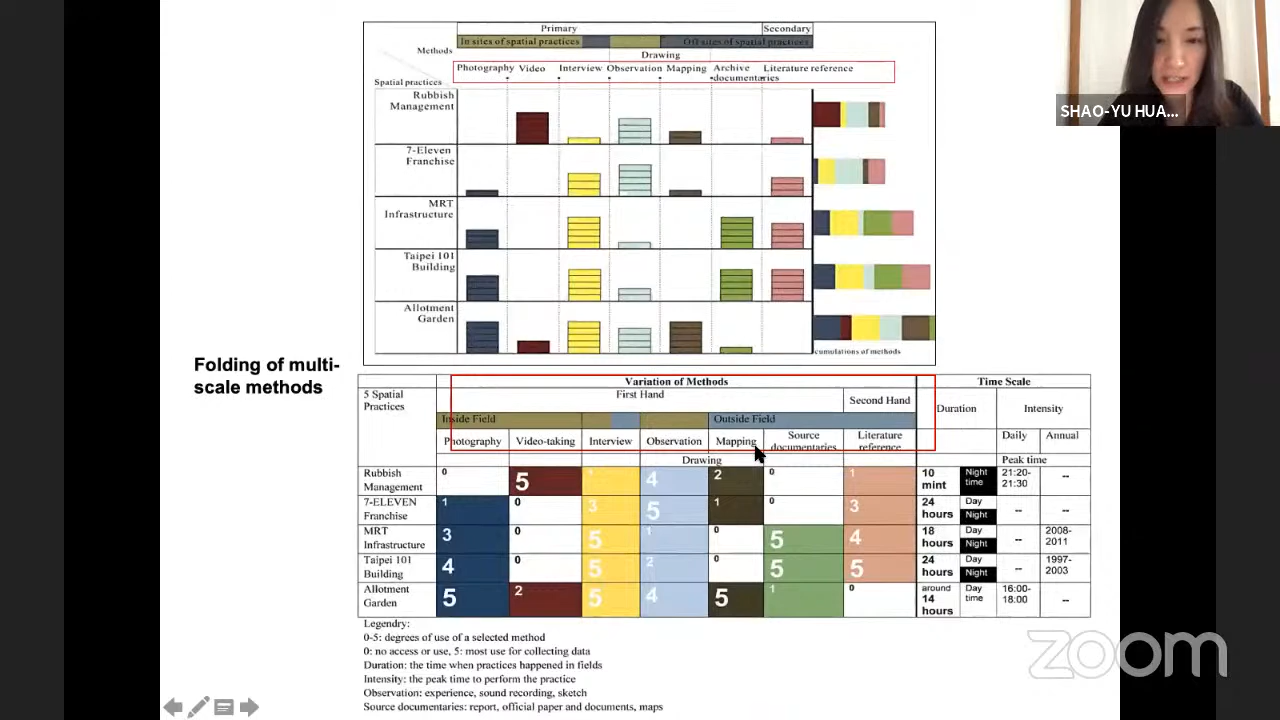 Primary
Secondary
In sites of spatial practices
Off sites of spatial practices
Methods
Drawing
Photography Video Interview Observation Mapping Archive documentaries Literature reference
Spatial practices
Rubbish Management
7-Eleven Franchise
MRT Infrastructure
Taipei 101 Building
Allotment Garden
cumulations of methods
SHAO-YU HUA...
Folding of multi-
scale methods
5 Spatial Practices
Variation of Methods
Time Scale
First Hand
Second Hand
Duration
Intensity
Inside Field
Outside Field
Photography Video-taking Interview Observation Mapping Source documentaries Literature reference Daily Annual
Drawing
Peak time
Rubbish Management 0 5 1 4 2 0 1 10 mint Night time 21:20-21:30 --
7-ELEVEN Franchise 1 0 3 5 1 0 3 24 hours Day Night -- --
MRT Infrastructure 3 0 5 1 0 5 4 18 hours Day Night -- 2008-2011
Taipei 101 Building 4 0 5 2 0 5 5 24 hours Day Night -- 1997-2003
Allotment Garden 5 2 5 4 5 1 0 around 14 hours Day time 16:00-18:00 --
Legendry:
0-5: degrees of use of a selected method
0: no access or use, 5: most use for collecting data
Duration: the time when practices happened in fields
Intensity: the peak time to perform the practice
Observation: experience, sound recording, sketch
Source documentaries: report, official paper and documents, maps
zoom